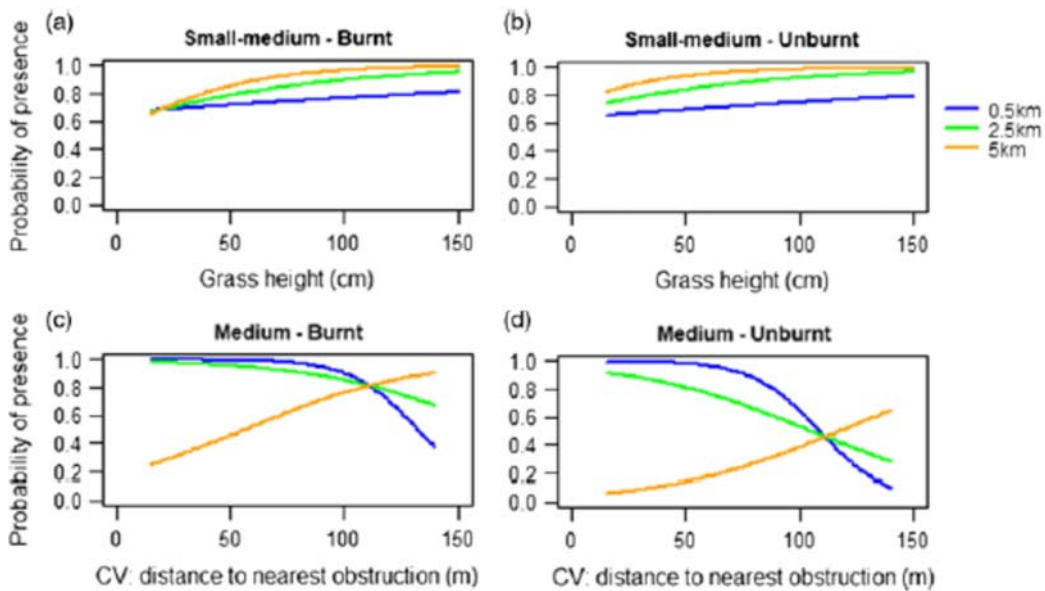 (a)
Small-medium - Burnt
Probability of presence
1.0
0.8
0.6
0.4
0.2
0.0
0 50 100 150
Grass height (cm)
(b)
Small-medium - Unburnt
1.0
0.8
0.6
0.4
0.2
0.0
0 50 100 150
Grass height (cm)
0.5km
2.5km
5km
(c)
Medium - Burnt
Probability of presence
1.0
0.8
0.6
0.4
0.2
0.0
0 50 100 150
CV: distance to nearest obstruction (m)
(d)
Medium - Unburnt
1.0
0.8
0.6
0.4
0.2
0.0
0 50 100 150
CV: distance to nearest obstruction (m)